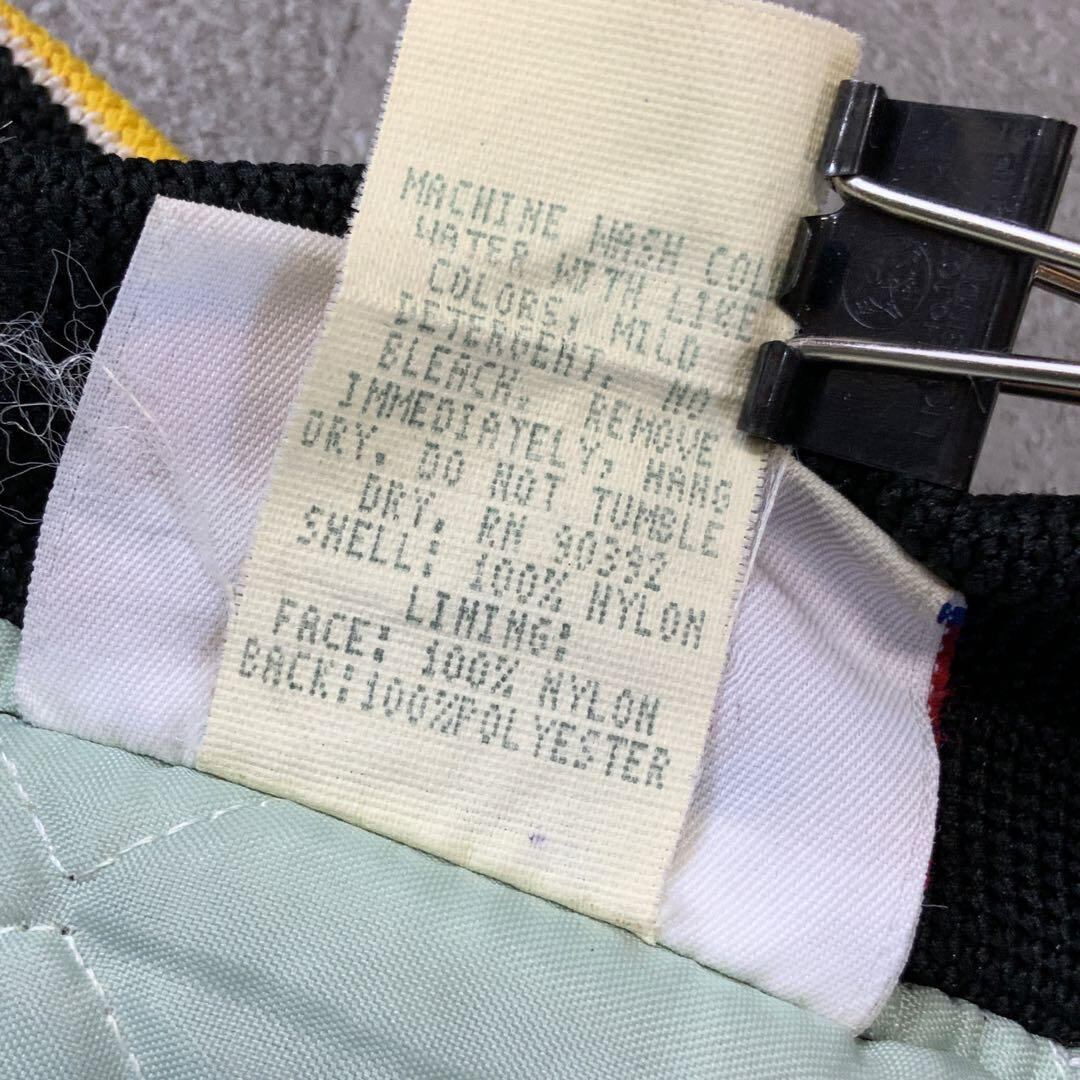 MACHINE WASH COL
WATER WITH LIKE
COLORS; MILD
DETERGENT, NO
BLEACH, REMOVE
IMMEDIATELY, HANG
DRY. DO NOT TUMBLE
DRY. RN 90392
SHELL: 100% NYLON
LINING:
FACE: 100% NYLON
BACK:100%POLYESTER